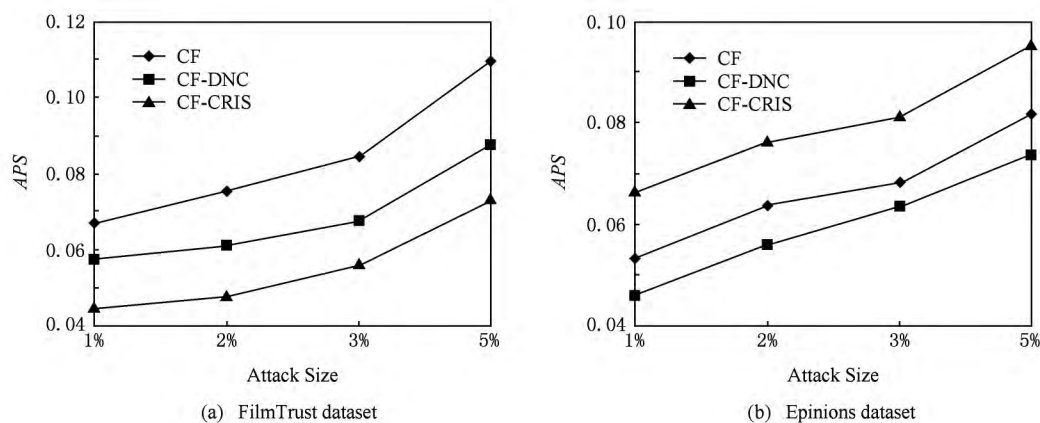 0.12
0.10
0.08
0.06
0.04
APS
CF
CF-DNC
CF-CRIS
1% 2% 3% 5%
Attack Size
(a) FilmTrust dataset
0.10
0.08
0.06
0.04
APS
CF
CF-DNC
CF-CRIS
1% 2% 3% 5%
Attack Size
(b) Epinions dataset